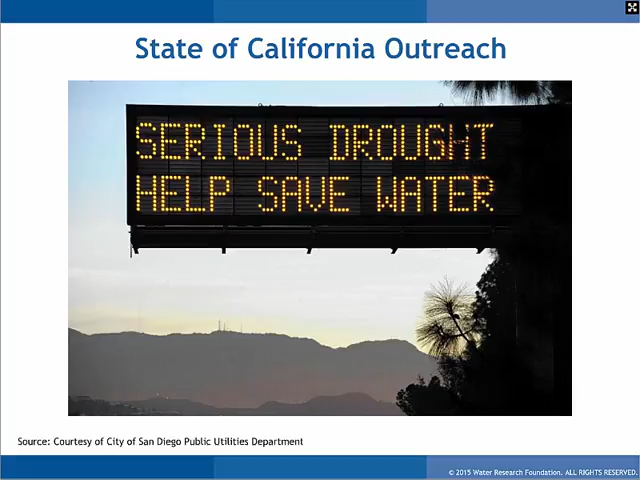 State of California Outreach
SERIOUS DROUGHT
HELP SAVE WATER
Source: Courtesy of City of San Diego Public Utilities Department
© 2015 Water Research Foundation. ALL RIGHTS RESERVED.